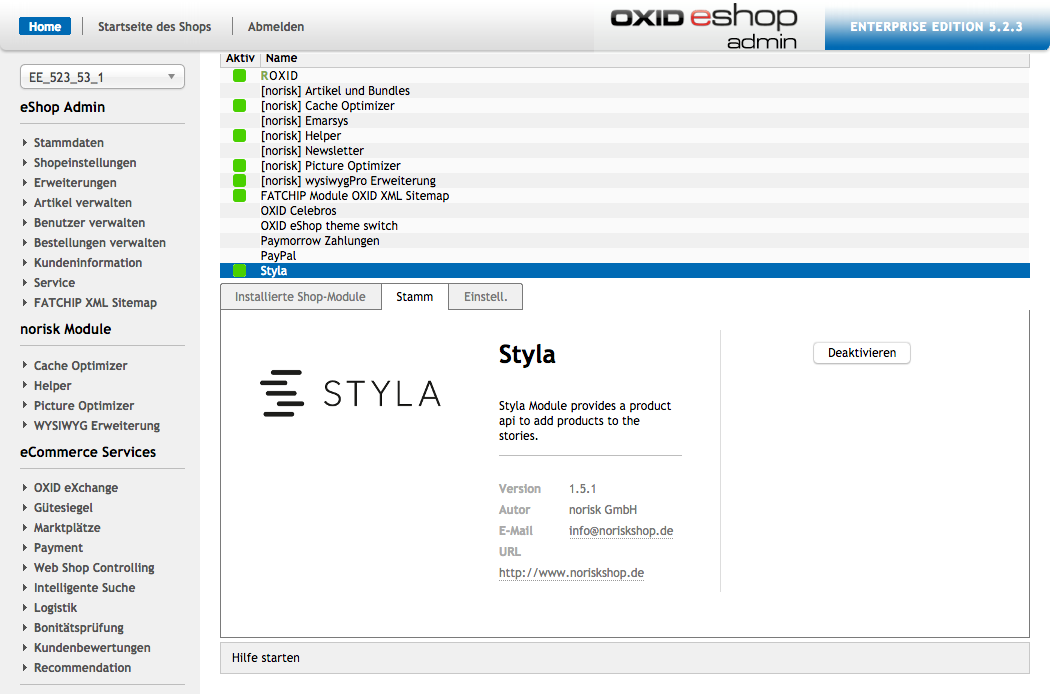 Home
Startseite des Shops
Abmelden
OXID eshop
admin
ENTERPRISE EDITION 5.2.3
EE_523_53_1
eShop Admin
Stammdaten
Shopeinstellungen
Erweiterungen
Artikel verwalten
Benutzer verwalten
Bestellungen verwalten
Kundeninformation
Service
FATCHIP XML Sitemap
norisk Module
Cache Optimizer
Helper
Picture Optimizer
WYSIWYG Erweiterung
eCommerce Services
OXID eXchange
Gütesiegel
Marktplätze
Payment
Web Shop Controlling
Intelligente Suche
Logistik
Bonitätsprüfung
Kundenbewertungen
Recommendation
Aktiv Name
ROXID
[norisk] Artikel und Bundles
[norisk] Cache Optimizer
[norisk] Emarsys
[norisk] Helper
[norisk] Newsletter
[norisk] Picture Optimizer
[norisk] wysiwygPro Erweiterung
FATCHIP Module OXID XML Sitemap
OXID Celebros
OXID eShop theme switch
Paymorrow Zahlungen
PayPal
Styla
Installierte Shop-Module
Stamm
Einstell.
STYLA
Styla
Styla Module provides a product
api to add products to the
stories.
Version 1.5.1
Autor norisk GmbH
E-Mail info@noriskshop.de
URL
http://www.noriskshop.de
Deaktivieren
Hilfe starten